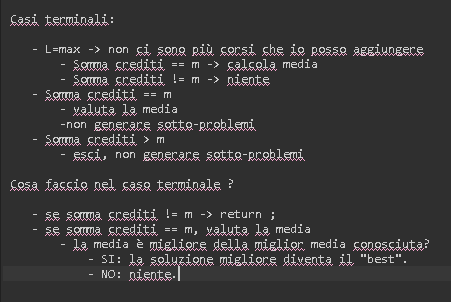 Casi terminali:
- L=max -> non ci sono più corsi che io posso aggiungere
- Somma crediti == m -> calcola media
- Somma crediti != m -> niente
- Somma crediti == m
- valuta la media
-non generare sotto-problemi
- Somma crediti > m
- esci, non generare sotto-problemi
Cosa faccio nel caso terminale ?
- se somma crediti != m -> return ;
- se somma crediti == m, valuta la media
- la media è migliore della miglior media conosciuta?
- SI: la soluzione migliore diventa il "best".
- NO: niente.